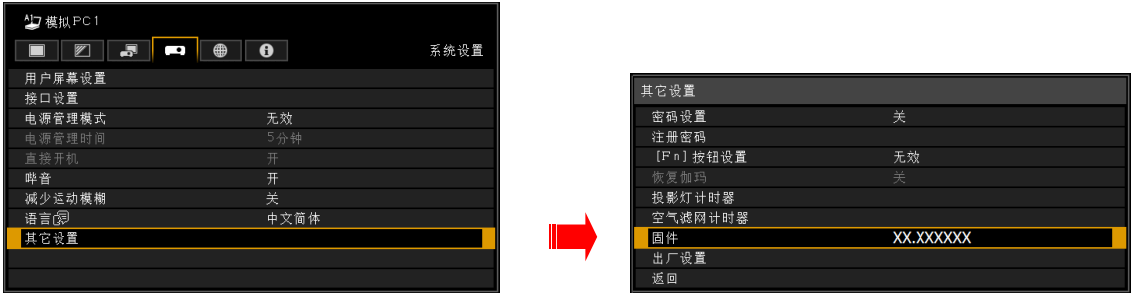 模拟PC1
系统设置
用户屏幕设置
接口设置
电源管理模式 无效
电源管理时间 5分钟
直接开机 开
哔音 开
减少运动模糊 关
语言 中文简体
其它设置
其它设置
密码设置 关
注册密码
[Fn]按钮设置 无效
恢复伽玛 关
投影灯计时器
空气滤网计时器
固件 XX.XXXXXX
出厂设置
返回